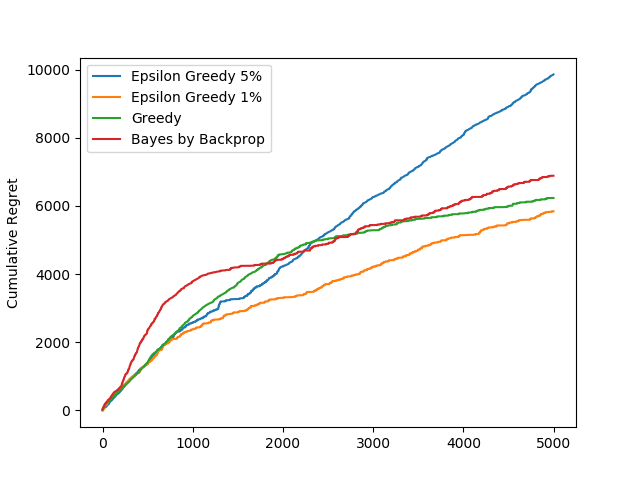 Epsilon Greedy 5%
Epsilon Greedy 1%
Greedy
Bayes by Backprop
Cumulative Regret
10000
8000
6000
4000
2000
0
0 1000 2000 3000 4000 5000